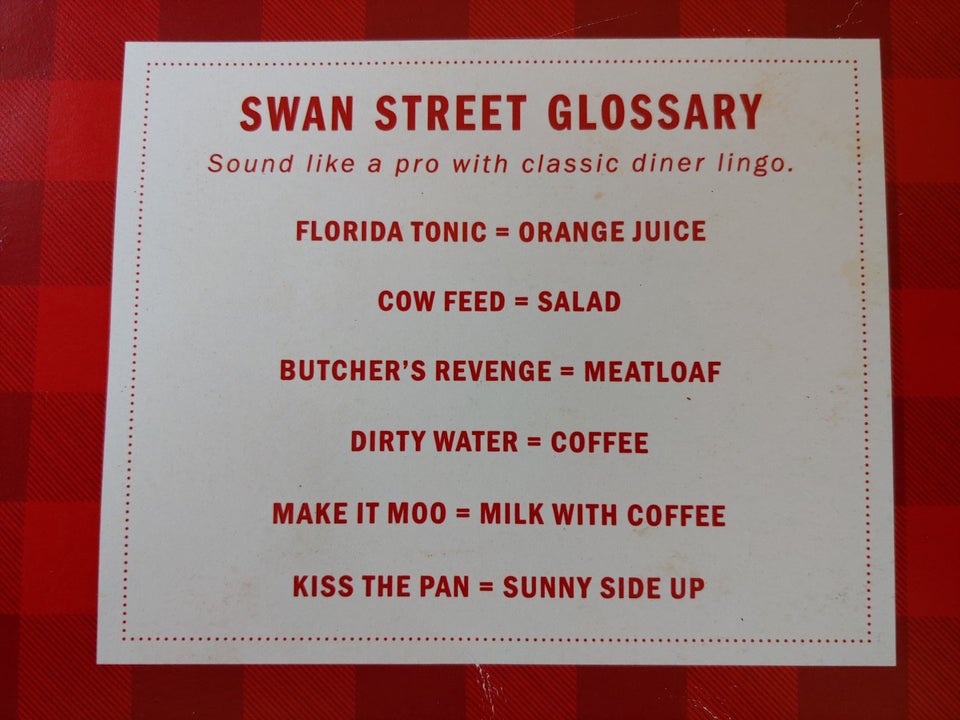 SWAN STREET GLOSSARY
Sound like a pro with classic diner lingo.
FLORIDA TONIC = ORANGE JUICE
COW FEED = SALAD
BUTCHER'S REVENGE = MEATLOAF
DIRTY WATER = COFFEE
MAKE IT MOO = MILK WITH COFFEE
KISS THE PAN = SUNNY SIDE UP